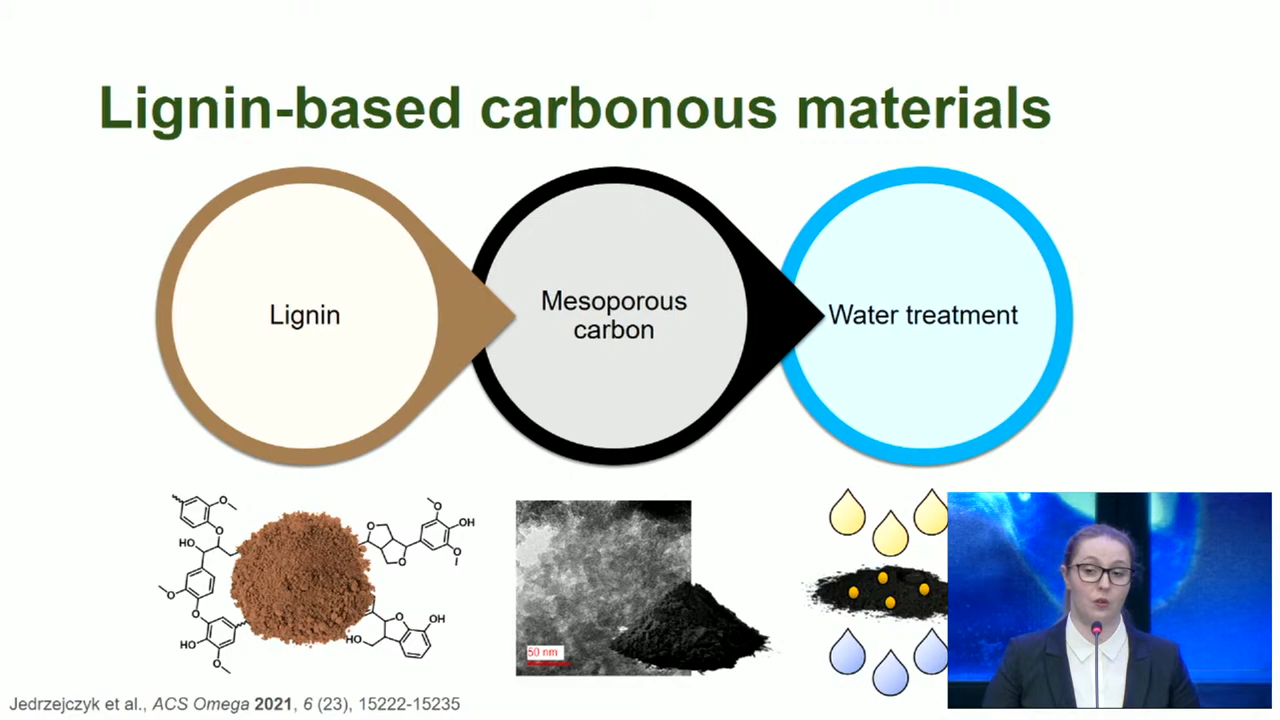 Lignin-based carbonous materials
Lignin
Mesoporous
carbon
Water treatment
O
O
O
HO
O
O
HO
O
O
O
O
OH
O
O
OH
HO
50 nm
Jedrzejczyk et al., ACS Omega 2021, 6 (23), 15222-15235